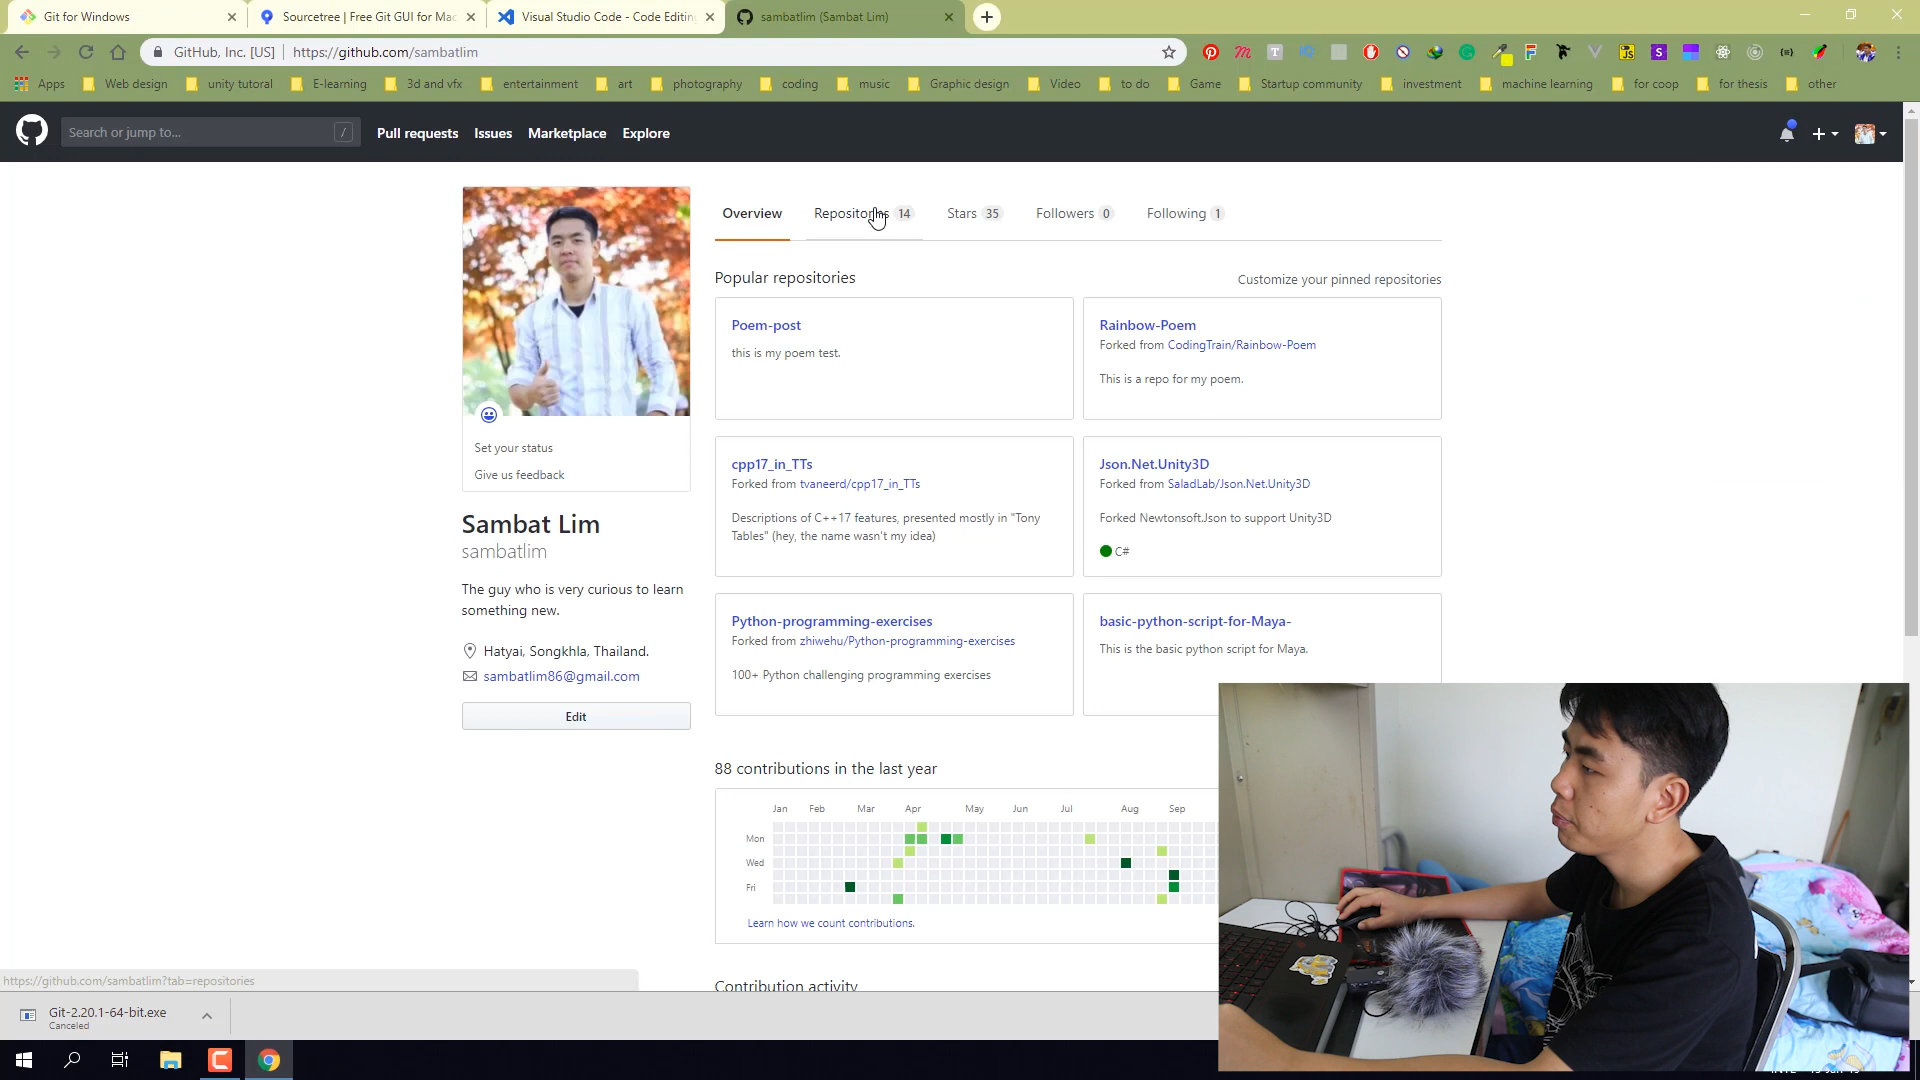 Git for Windows
Sourcetree | Free Git GUI for Mac
Visual Studio Code - Code Editin
sambatlim (Sambat Lim)
GitHub, Inc. [US]
https://github.com/sambatlim
Apps
Web design
unity tutoral
E-learning
3d and vfx
entertainment
art
photography
coding
music
Graphic design
Video
to do
Game
Startup community
investment
machine learning
for coop
for thesis
other
Search or jump to...
/
Pull requests
Issues
Marketplace
Explore
Overview
Repositories 14
Stars 35
Followers 0
Following 1
Popular repositories
Customize your pinned repositories
Poem-post
this is my poem test.
Rainbow-Poem
Forked from CodingTrain/Rainbow-Poem
This is a repo for my poem.
cpp17_in_TTs
Forked from tvaneerd/cpp17_in_TTs
Descriptions of C++17 features, presented mostly in "Tony
Tables" (hey, the name wasn't my idea)
Json.Net.Unity3D
Forked from SaladLab/Json.Net.Unity3D
Forked Newtonsoft.Json to support Unity3D
C#
Python-programming-exercises
Forked from zhiwehu/Python-programming-exercises
100+ Python challenging programming exercises
basic-python-script-for-Maya-
This is the basic python script for Maya.
Set your status
Give us feedback
Sambat Lim
sambatlim
The guy who is very curious to learn
something new.
Hatyai, Songkhla, Thailand.
sambatlim86@gmail.com
Edit
88 contributions in the last year
Jan Feb Mar Apr May Jun Jul Aug Sep
Mon
Wed
Fri
Learn how we count contributions.
Contribution activity
https://github.com/sambatlim?tab=repositories
Git-2.20.1-64-bit.exe
Canceled